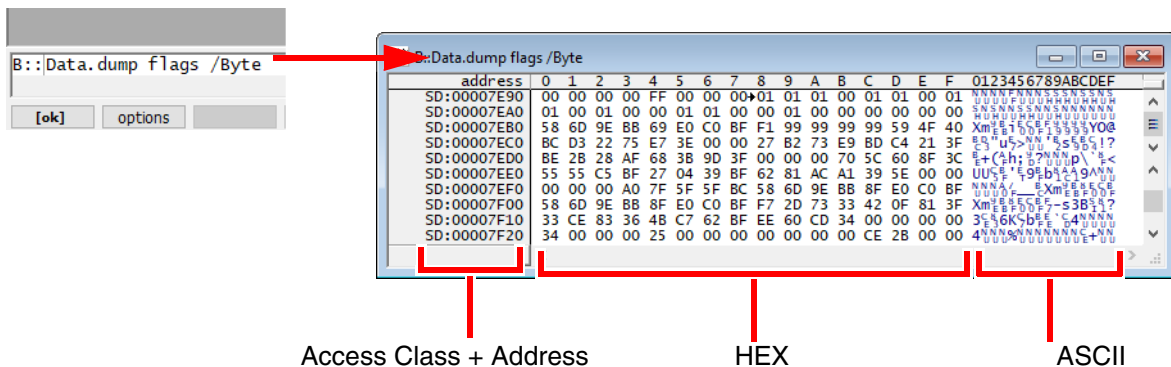 B::Data.dump flags /Byte
[ok] options
B::Data.dump flags /Byte
address 0 1 2 3 4 5 6 7 8 9 A B C D E F 0123456789ABCDEF
SD:00007E90 00 00 00 00 FF 00 00 00 01 01 01 00 01 01 00 01
SD:00007EA0 01 00 01 00 00 01 01 00 01 00 00 00 00 00 00 00
SD:00007EB0 58 6D 9E BB 69 E0 C0 BF F1 99 99 99 99 59 4F 40
SD:00007EC0 BC D3 22 75 E7 3E 00 00 27 B2 73 E9 BD C4 21 3F
SD:00007ED0 BE 2B 28 AF 68 3B 9D 3F 00 00 00 70 5C 60 8F 3C
SD:00007EE0 55 55 C5 BF 27 04 39 BF 62 81 AC A1 39 5E 00 00
SD:00007EF0 00 00 00 A0 7F 5F 5F BC 58 6D 9E BB 8F E0 C0 BF
SD:00007F00 58 6D 9E BB 8F E0 C0 BF F7 2D 73 33 42 0F 81 3F
SD:00007F10 33 CE 83 36 4B C7 62 BF EE 60 CD 34 00 00 00 00
SD:00007F20 34 00 00 00 25 00 00 00 00 00 00 00 CE 2B 00 00
Access Class + Address HEX ASCII